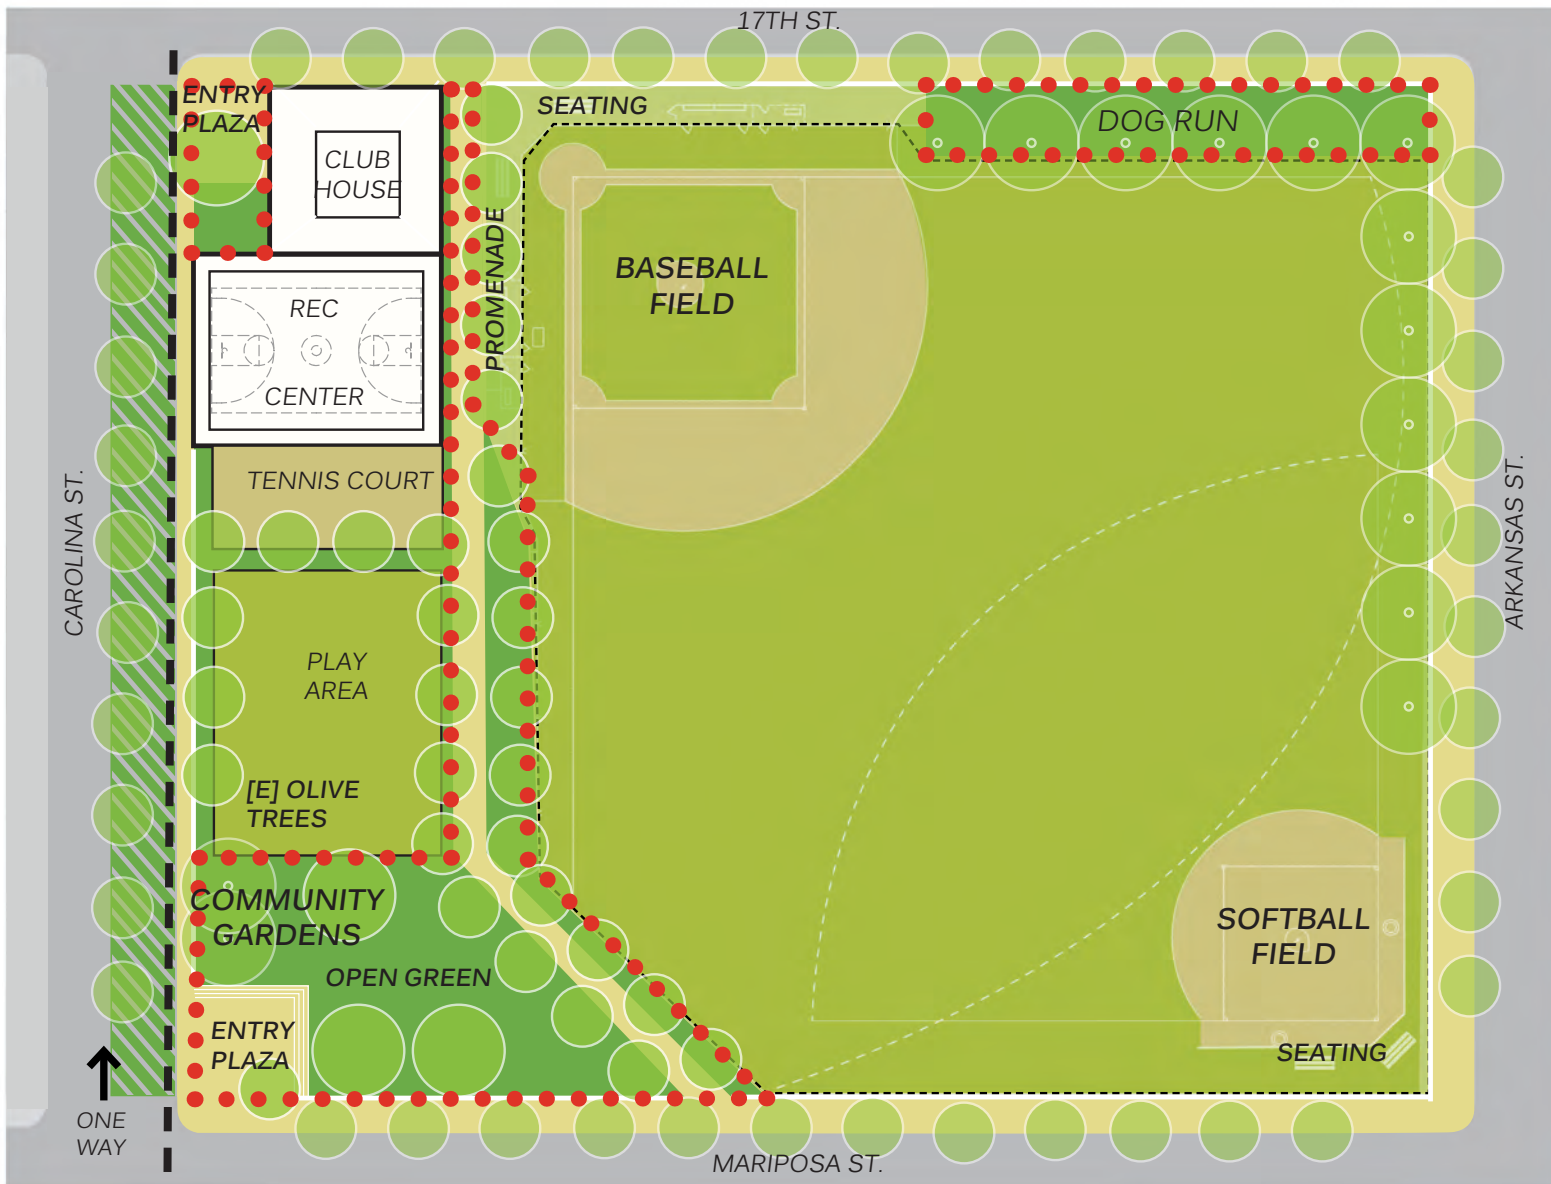 17TH ST.
ENTRY
PLAZA
SEATING
DOG RUN
CLUB
HOUSE
PROMENADE
BASEBALL
FIELD
REC
CENTER
TENNIS COURT
CAROLINA ST.
ARKANSAS ST.
PLAY
AREA
[E] OLIVE
TREES
COMMUNITY
GARDENS
OPEN GREEN
SOFTBALL
FIELD
ENTRY
PLAZA
SEATING
ONE
WAY
MARIPOSA ST.